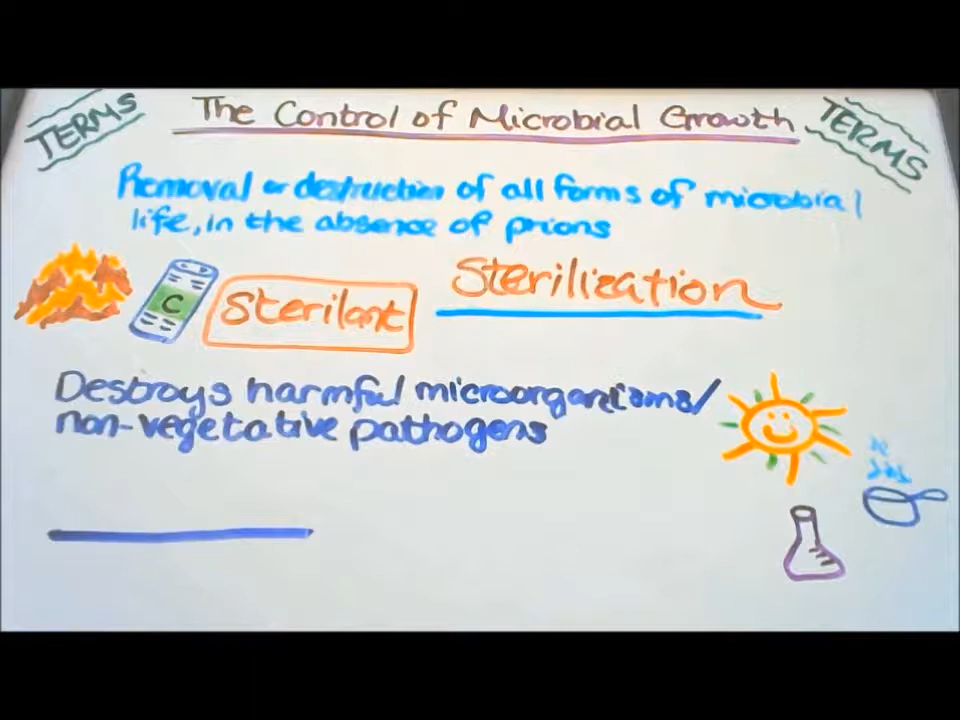 TERMS
The Control of Microbial Growth
TERMS
Removal or destruction of all forms of microbial
life, in the absence of prions
C
Sterilant
Sterilization
Destroys harmful microorganisms/
non-vegetative pathogens